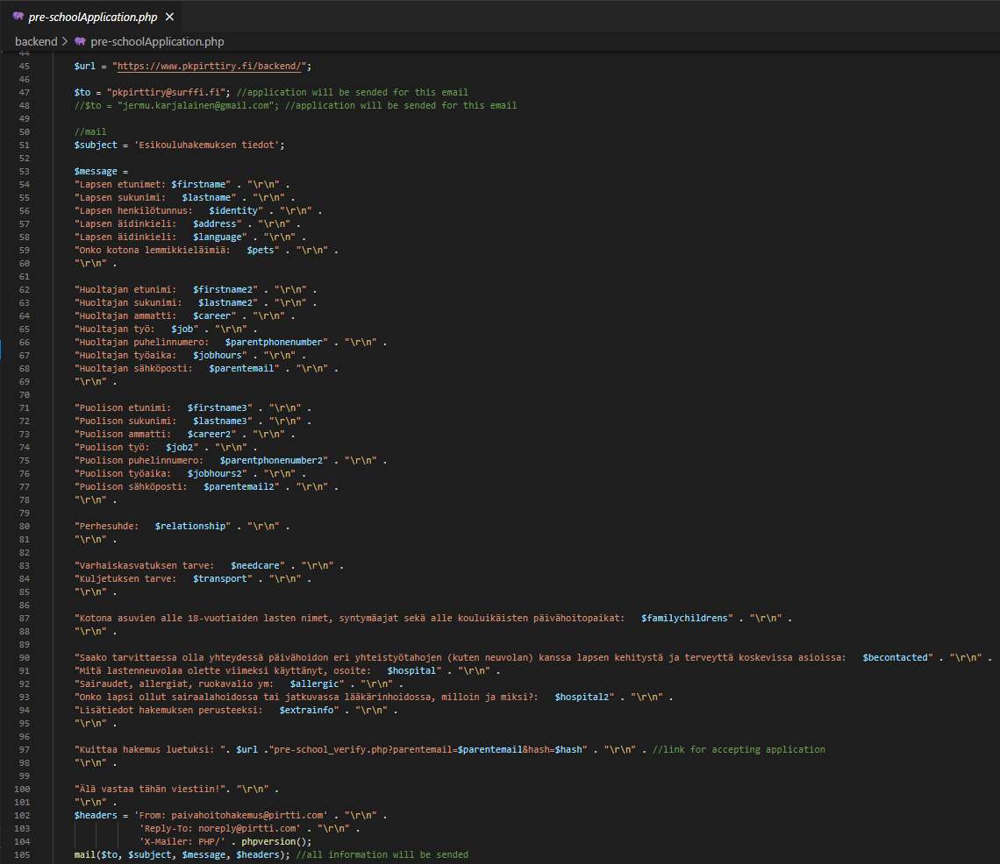 pre-schoolApplication.php ×
backend > pre-schoolApplication.php
44
45 $url = "https://www.pkpirttiry.fi/backend/";
46
47 $to = "pkpirttiry@surffi.fi"; //application will be sended for this email
48 //$to = "jermu.karjalainen@gmail.com"; //application will be sended for this email
49
50 //mail
51 $subject = 'Esikouluhakemuksen tiedot';
52
53 $message =
54 "Lapsen etunimet: $firstname" . "\r\n" .
55 "Lapsen sukunimi:   $lastname" . "\r\n" .
56 "Lapsen henkilötunnus:   $identity" . "\r\n" .
57 "Lapsen äidinkieli:   $address" . "\r\n" .
58 "Lapsen äidinkieli:   $language" . "\r\n" .
59 "Onko kotona lemmikkieläimiä:   $pets" . "\r\n" .
60 "\r\n" .
61
62 "Huoltajan etunimi:   $firstname2" . "\r\n" .
63 "Huoltajan sukunimi:   $lastname2" . "\r\n" .
64 "Huoltajan ammatti:   $career" . "\r\n" .
65 "Huoltajan työ:   $job" . "\r\n" .
66 "Huoltajan puhelinnumero:   $parentphonenumber" . "\r\n" .
67 "Huoltajan työaika:   $jobhours" . "\r\n" .
68 "Huoltajan sähköposti:   $parentemail" . "\r\n" .
69 "\r\n" .
70
71 "Puolison etunimi:   $firstname3" . "\r\n" .
72 "Puolison sukunimi:   $lastname3" . "\r\n" .
73 "Puolison ammatti:   $career2" . "\r\n" .
74 "Puolison työ:   $job2" . "\r\n" .
75 "Puolison puhelinnumero:   $parentphonenumber2" . "\r\n" .
76 "Puolison työaika:   $jobhours2" . "\r\n" .
77 "Puolison sähköposti:   $parentemail2" . "\r\n" .
78 "\r\n" .
79
80 "Perhesuhde:   $relationship" . "\r\n" .
81 "\r\n" .
82
83 "Varhaiskasvatuksen tarve:   $needcare" . "\r\n" .
84 "Kuljetuksen tarve:   $transport" . "\r\n" .
85 "\r\n" .
86
87 "Kotona asuvien alle 18-vuotiaiden lasten nimet, syntymäajat sekä alle kouluikäisten päivähoitopaikat:   $familychildrens" . "\r\n" .
88 "\r\n" .
89
90 "Saako tarvittaessa olla yhteydessä päivähoidon eri yhteistyötahojen (kuten neuvolan) kanssa lapsen kehitystä ja terveyttä koskevissa asioissa:   $becontacted" . "\r\n" .
91 "Mitä lastenneuvolaa olette viimeksi käyttänyt, osoite:   $hospital" . "\r\n" .
92 "Sairaudet, allergiat, ruokavalio ym:   $allergic" . "\r\n" .
93 "Onko lapsi ollut sairaalahoidossa tai jatkuvassa lääkärinhoidossa, milloin ja miksi?:   $hospital2" . "\r\n" .
94 "Lisätiedot hakemuksen perusteeksi:   $extrainfo" . "\r\n" .
95 "\r\n" .
96
97 "Kuittaa hakemus luetuksi: ". $url ."pre-school_verify.php?parentemail=$parentemail&hash=$hash" . "\r\n" . //link for accepting application
98 "\r\n" .
99
100 "Älä vastaa tähän viestiin!". "\r\n" .
101 "\r\n" .
102 $headers = 'From: paivahoitohakemus@pirtti.com' . "\r\n" .
103 'Reply-To: noreply@pirtti.com' . "\r\n" .
104 'X-Mailer: PHP/' . phpversion();
105 mail($to, $subject, $message, $headers); //all information will be sended